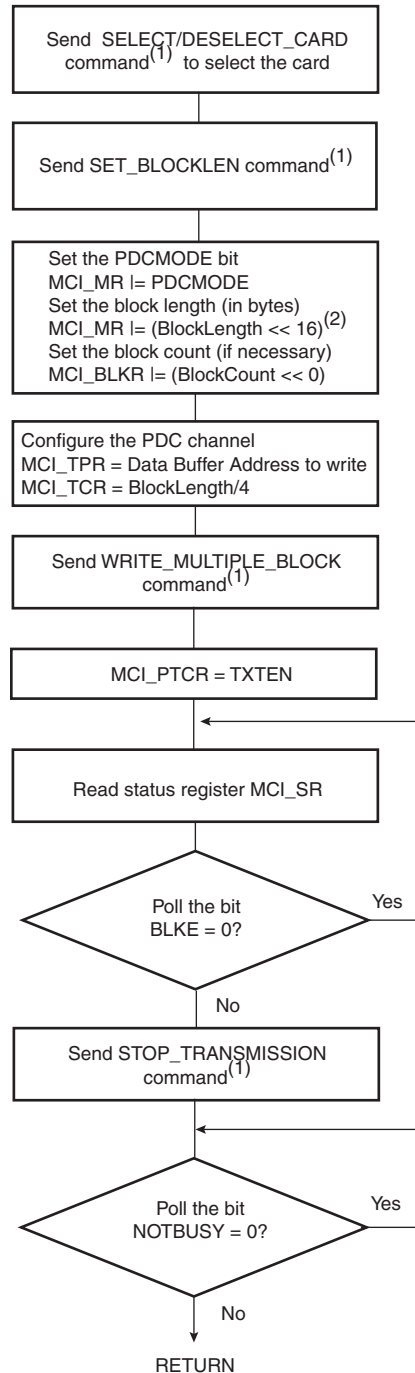 Send SELECT/DESELECT_CARD
command(1) to select the card
Send SET_BLOCKLEN command(1)
Set the PDCMODE bit
MCI_MR |= PDCMODE
Set the block length (in bytes)
MCI_MR |= (BlockLength << 16)(2)
Set the block count (if necessary)
MCI_BLKR |= (BlockCount << 0)
Configure the PDC channel
MCI_TPR = Data Buffer Address to write
MCI_TCR = BlockLength/4
Send WRITE_MULTIPLE_BLOCK
command(1)
MCI_PTCR = TXTEN
Read status register MCI_SR
Poll the bit
BLKE = 0?
Yes
No
Send STOP_TRANSMISSION
command(1)
Poll the bit
NOTBUSY = 0?
Yes
No
RETURN